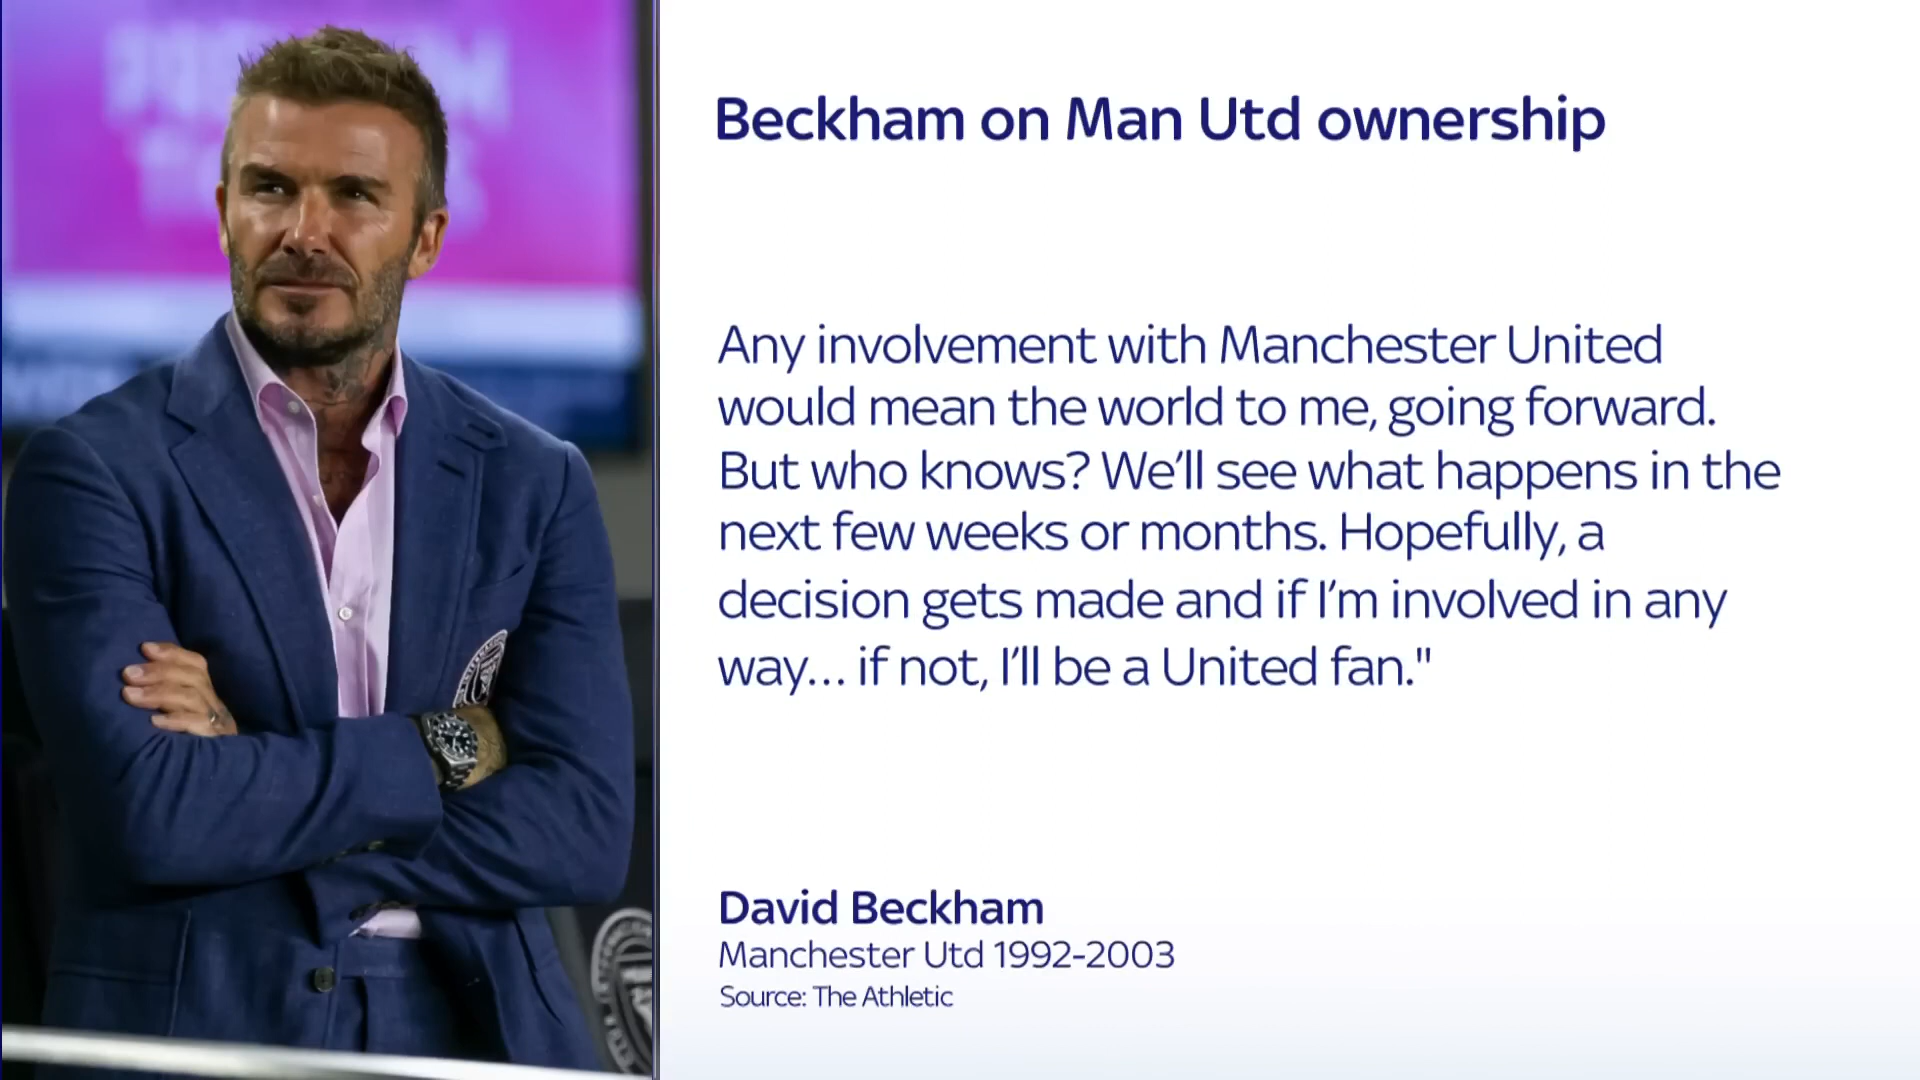 Beckham on Man Utd ownership
Any involvement with Manchester United
would mean the world to me, going forward.
But who knows? We'll see what happens in the
next few weeks or months. Hopefully, a
decision gets made and if I'm involved in any
way... if not, I'll be a United fan."
David Beckham
Manchester Utd 1992-2003
Source: The Athletic